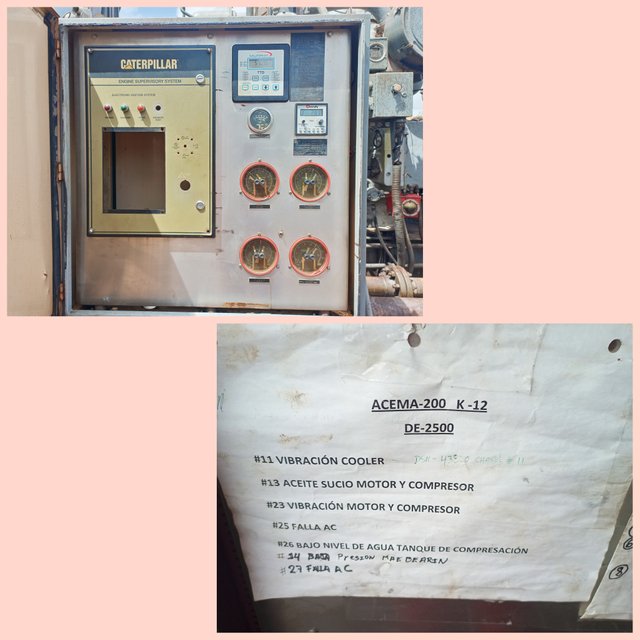 CATERPILLAR
ENGINE SUPERVISORY SYSTEM
TTD
ACEMA-200 K-12
DE-2500
#11 VIBRACIÓN COOLER
#13 ACEITE SUCIO MOTOR Y COMPRESOR
#23 VIBRACIÓN MOTOR Y COMPRESOR
#25 FALLA AC
#26 BAJO NIVEL DE AGUA TANQUE DE COMPRESACIÓN
# 14 BAJA PRESION
#27 FALLA AC
8